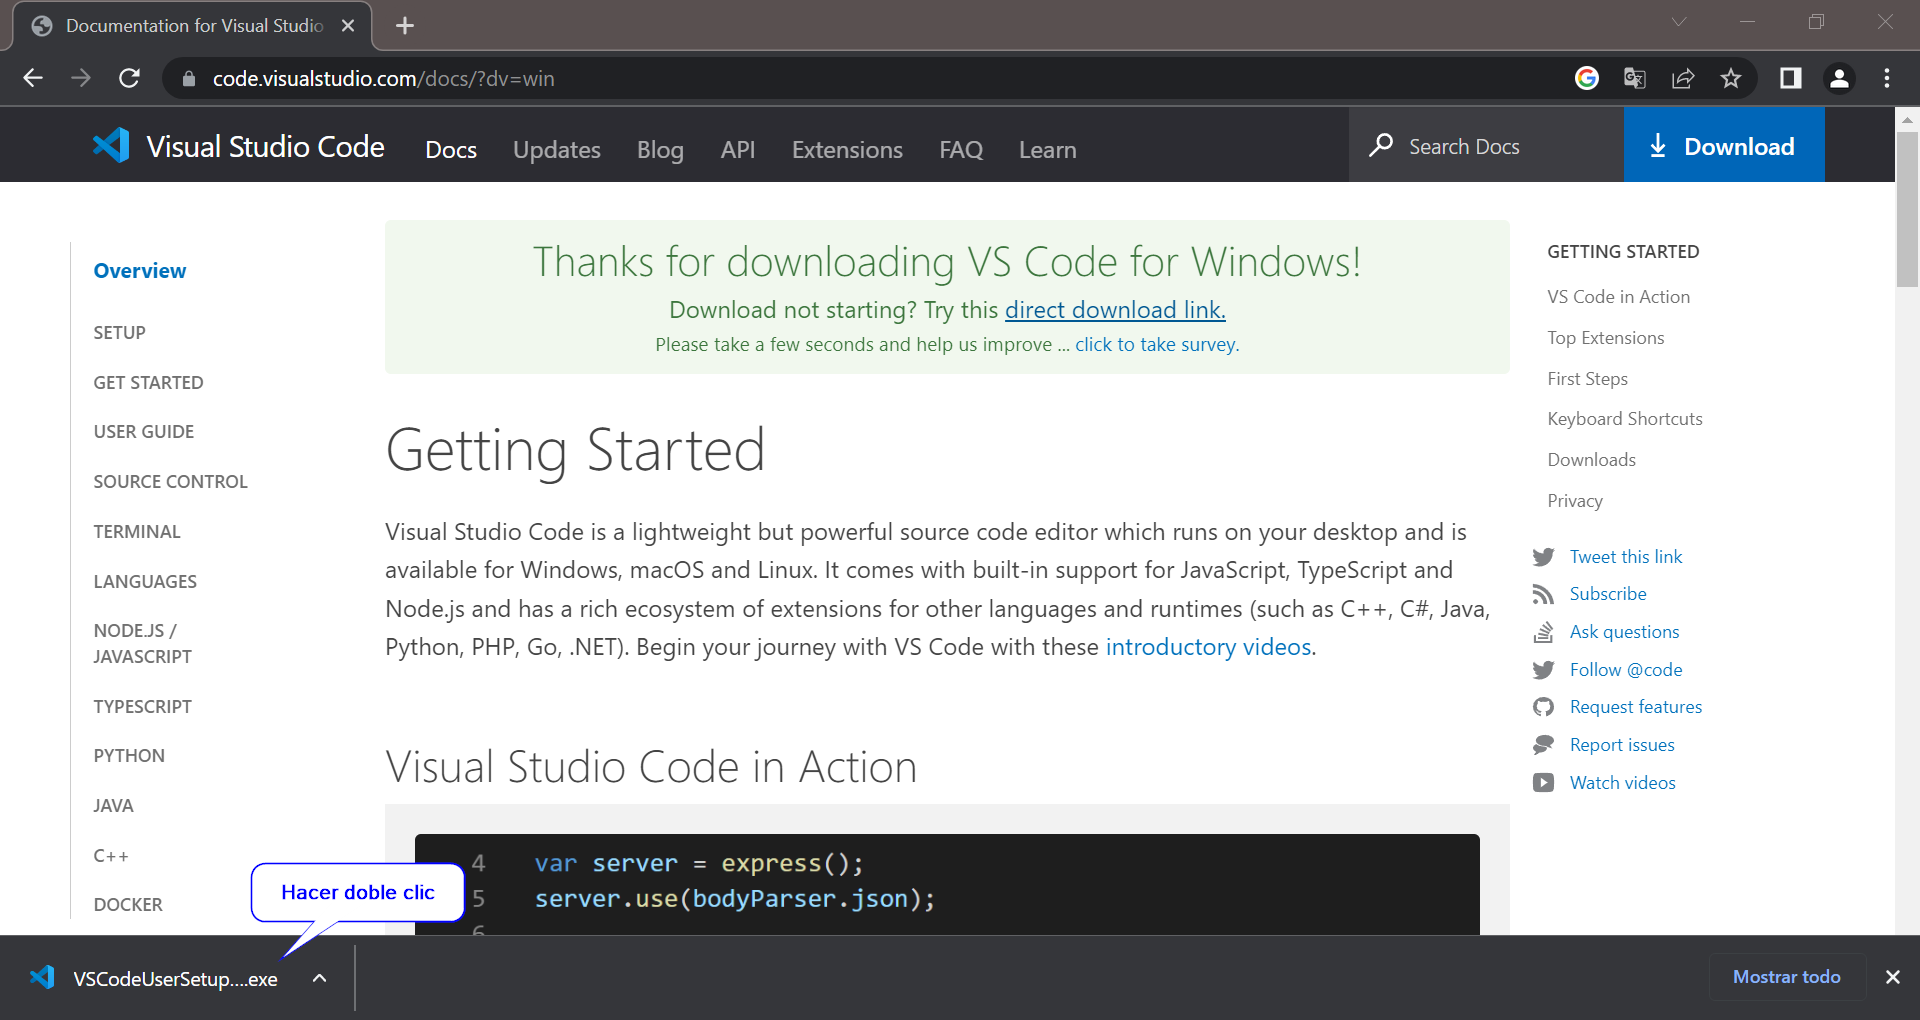 Documentation for Visual Studio
code.visualstudio.com/docs/?dv=win
Visual Studio Code
Docs
Updates
Blog
API
Extensions
FAQ
Learn
Search Docs
Download
Overview
SETUP
GET STARTED
USER GUIDE
SOURCE CONTROL
TERMINAL
LANGUAGES
NODE.JS /
JAVASCRIPT
TYPESCRIPT
PYTHON
JAVA
C++
DOCKER
Thanks for downloading VS Code for Windows!
Download not starting? Try this direct download link.
Please take a few seconds and help us improve ... click to take survey.
Getting Started
Visual Studio Code is a lightweight but powerful source code editor which runs on your desktop and is
available for Windows, macOS and Linux. It comes with built-in support for JavaScript, TypeScript and
Node.js and has a rich ecosystem of extensions for other languages and runtimes (such as C++, C#, Java,
Python, PHP, Go, .NET). Begin your journey with VS Code with these introductory videos.
Visual Studio Code in Action
4 var server = express();
5 server.use(bodyParser.json);
6
GETTING STARTED
VS Code in Action
Top Extensions
First Steps
Keyboard Shortcuts
Downloads
Privacy
Tweet this link
Subscribe
Ask questions
Follow @code
Request features
Report issues
Watch videos
Hacer doble clic
VSCodeUserSetup....exe
Mostrar todo